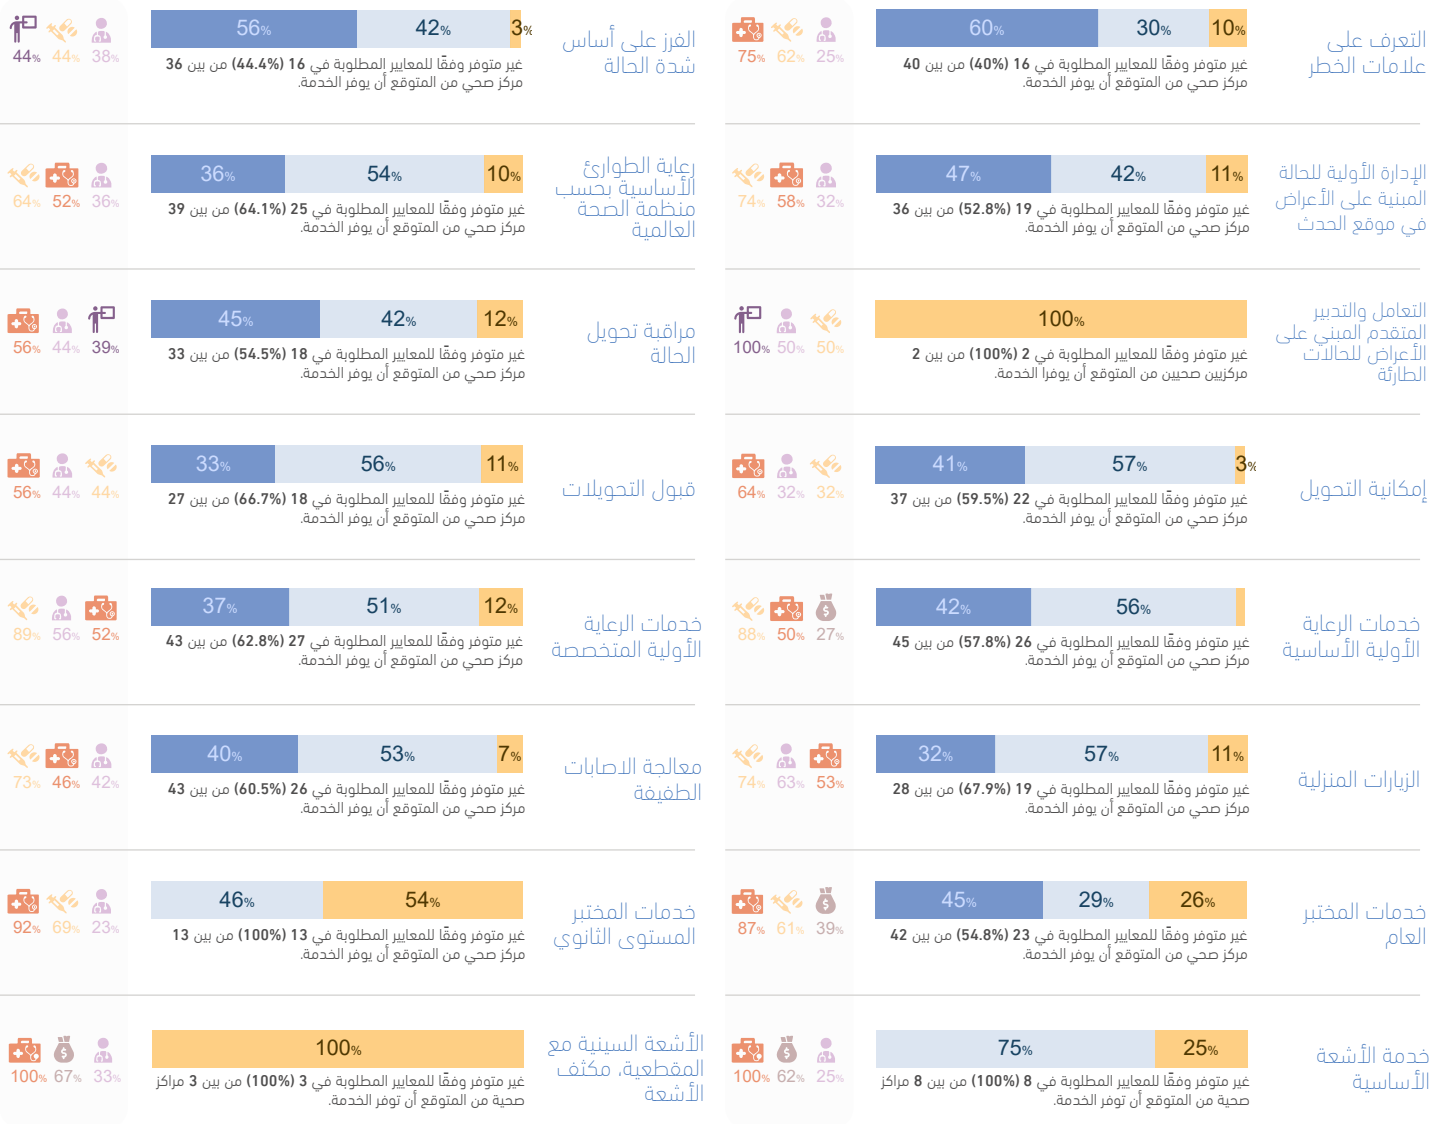 التعرف على
علامات الخطر
60% 30% 10%
غير متوفر وفقًا للمعايير المطلوبة في 16 (40%) من بين 40
مركز صحي من المتوقع أن يوفر الخدمة.
75% 62% 25%
الفرز على أساس
شدة الحالة
56% 42% 3%
غير متوفر وفقًا للمعايير المطلوبة في 16 (44.4%) من بين 36
مركز صحي من المتوقع أن يوفر الخدمة.
44% 44% 38%
الإدارة الأولية للحالة
المبنية على الأعراض
في موقع الحدث
47% 42% 11%
غير متوفر وفقًا للمعايير المطلوبة في 19 (52.8%) من بين 36
مركز صحي من المتوقع أن يوفر الخدمة.
74% 58% 32%
رعاية الطوارئ
الأساسية بحسب
منظمة الصحة
العالمية
36% 54% 10%
غير متوفر وفقًا للمعايير المطلوبة في 25 (64.1%) من بين 39
مركز صحي من المتوقع أن يوفر الخدمة.
64% 52% 36%
التعامل والتدبير
المتقدم المبني على
الأعراض للحالات
الطارئة
100%
غير متوفر وفقًا للمعايير المطلوبة في 2 (100%) من بين 2
مركزيين صحيين من المتوقع أن يوفرا الخدمة.
100% 50% 50%
مراقبة تحويل
الحالة
45% 42% 12%
غير متوفر وفقًا للمعايير المطلوبة في 18 (54.5%) من بين 33
مركز صحي من المتوقع أن يوفر الخدمة.
56% 44% 39%
إمكانية التحويل
41% 57% 3%
غير متوفر وفقًا للمعايير المطلوبة في 22 (59.5%) من بين 37
مركز صحي من المتوقع أن يوفر الخدمة.
64% 32% 32%
قبول التحويلات
33% 56% 11%
غير متوفر وفقًا للمعايير المطلوبة في 18 (66.7%) من بين 27
مركز صحي من المتوقع أن يوفر الخدمة.
56% 44% 44%
خدمات الرعاية
الأولية الأساسية
42% 56%
غير متوفر وفقًا للمعايير المطلوبة في 26 (57.8%) من بين 45
مركز صحي من المتوقع أن يوفر الخدمة.
88% 50% 27%
خدمات الرعاية
الأولية المتخصصة
37% 51% 12%
غير متوفر وفقًا للمعايير المطلوبة في 27 (62.8%) من بين 43
مركز صحي من المتوقع أن يوفر الخدمة.
89% 56% 52%
الزيارات المنزلية
32% 57% 11%
غير متوفر وفقًا للمعايير المطلوبة في 19 (67.9%) من بين 28
مركز صحي من المتوقع أن يوفر الخدمة.
74% 63% 53%
معالجة الاصابات
الطفيفة
40% 53% 7%
غير متوفر وفقًا للمعايير المطلوبة في 26 (60.5%) من بين 43
مركز صحي من المتوقع أن يوفر الخدمة.
73% 46% 42%
خدمات المختبر
العام
45% 29% 26%
غير متوفر وفقًا للمعايير المطلوبة في 23 (54.8%) من بين 42
مركز صحي من المتوقع أن يوفر الخدمة.
87% 61% 39%
خدمات المختبر
المستوى الثانوي
46% 54%
غير متوفر وفقًا للمعايير المطلوبة في 13 (100%) من بين 13
مركز صحي من المتوقع أن يوفر الخدمة.
92% 69% 23%
خدمة الأشعة
الأساسية
75% 25%
غير متوفر وفقًا للمعايير المطلوبة في 8 (100%) من بين 8 مراكز
صحية من المتوقع أن توفر الخدمة.
100% 62% 25%
الأشعة السينية مع
المقطعية، مكثف
الأشعة
100%
غير متوفر وفقًا للمعايير المطلوبة في 3 (100%) من بين 3 مراكز
صحية من المتوقع أن توفر الخدمة.
100% 67% 33%